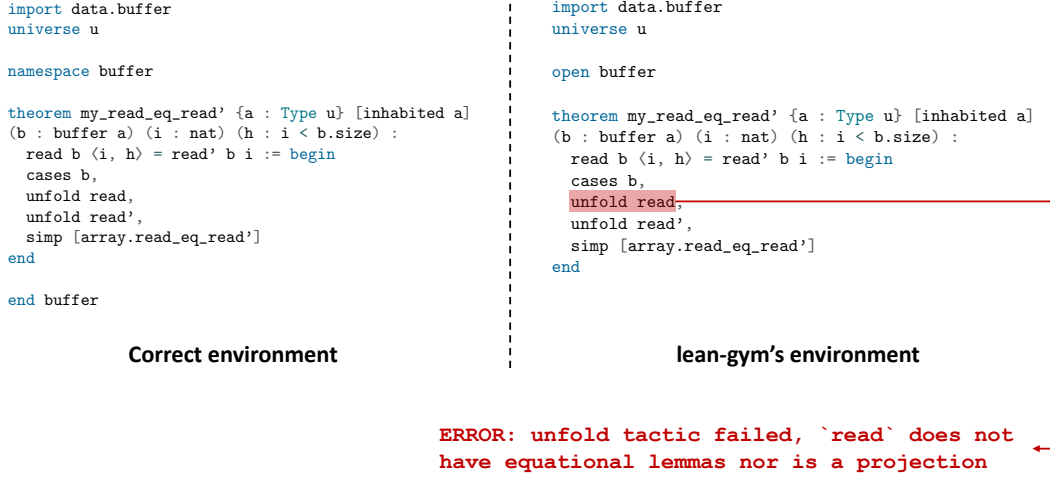 import data.buffer
universe u
namespace buffer
theorem my_read_eq_read’ {a : Type u} [inhabited a]
(b : buffer a) (i : nat) (h : i < b.size) :
  read b ⟨i, h⟩ = read’ b i := begin
  cases b,
  unfold read,
  unfold read’,
  simp [array.read_eq_read’]
end
end buffer
Correct environment
import data.buffer
universe u
open buffer
theorem my_read_eq_read’ {a : Type u} [inhabited a]
(b : buffer a) (i : nat) (h : i < b.size) :
  read b ⟨i, h⟩ = read’ b i := begin
  cases b,
  unfold read,
  unfold read’,
  simp [array.read_eq_read’]
end
lean-gym’s environment
ERROR: unfold tactic failed, `read` does not
have equational lemmas nor is a projection